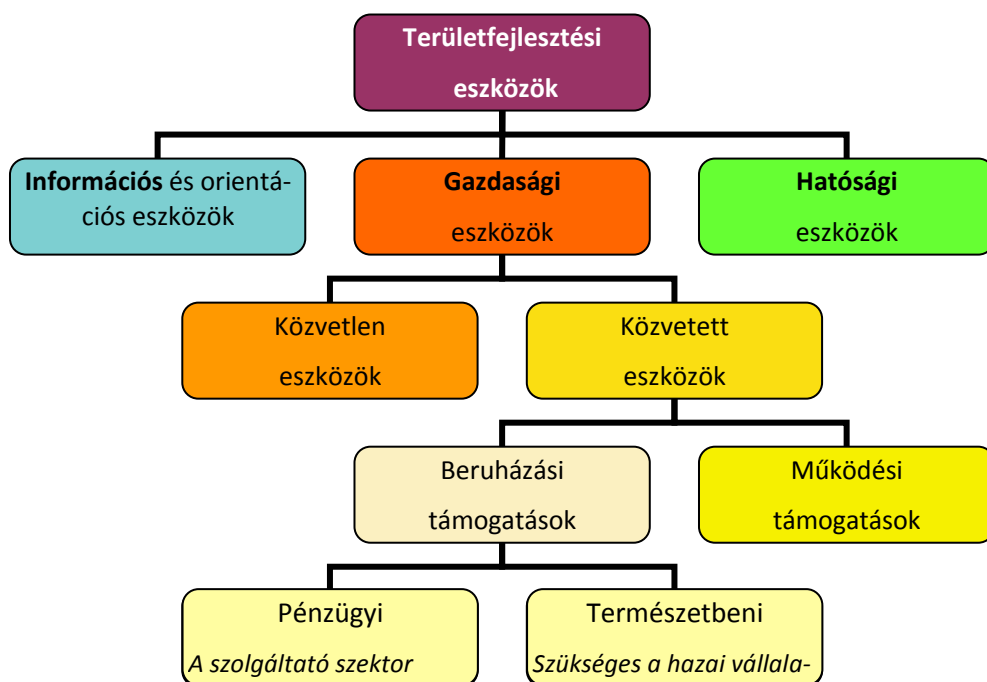 Területfejlesztési
eszközök
Információs és orientá-
ciós eszközök
Gazdasági
eszközök
Hatósági
eszközök
Közvetlen
eszközök
Közvetett
eszközök
Beruházási
támogatások
Működési
támogatások
Pénzügyi
A szolgáltató szektor
Természetbeni
Szükséges a hazai vállala-